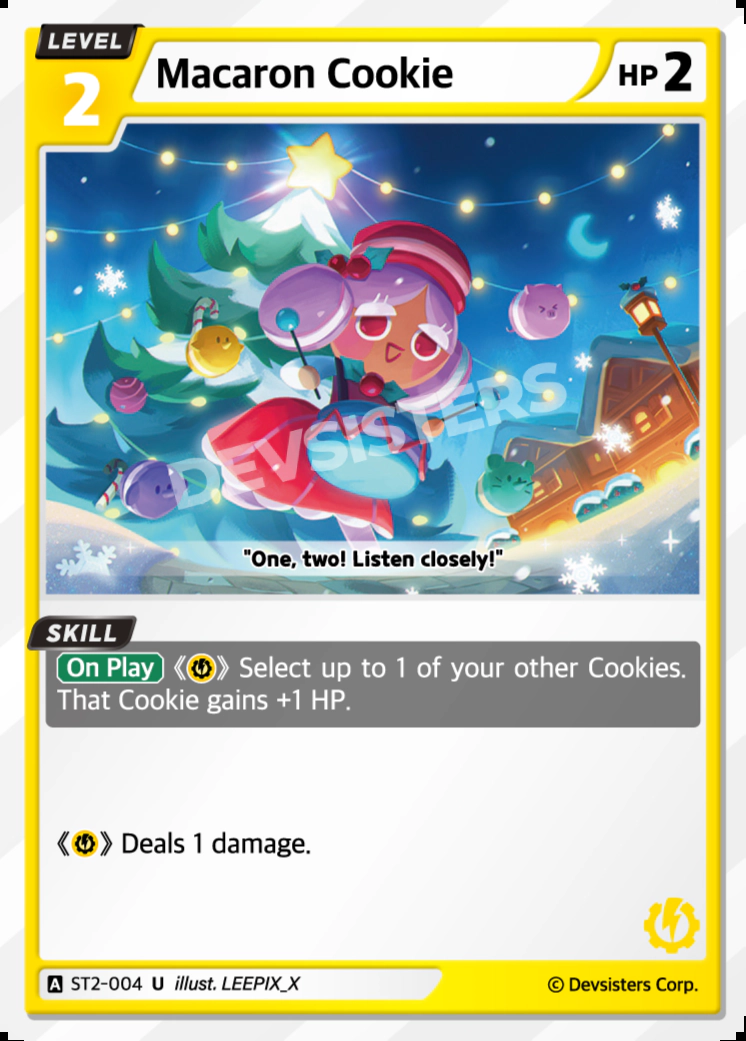 LEVEL
2
Macaron Cookie
HP 2
DEVSISTERS
"One, two! Listen closely!"
SKILL
On Play 《》 Select up to 1 of your other Cookies.
That Cookie gains +1 HP.
《》 Deals 1 damage.
A ST2-004 U illust. LEEPIX_X
© Devsisters Corp.